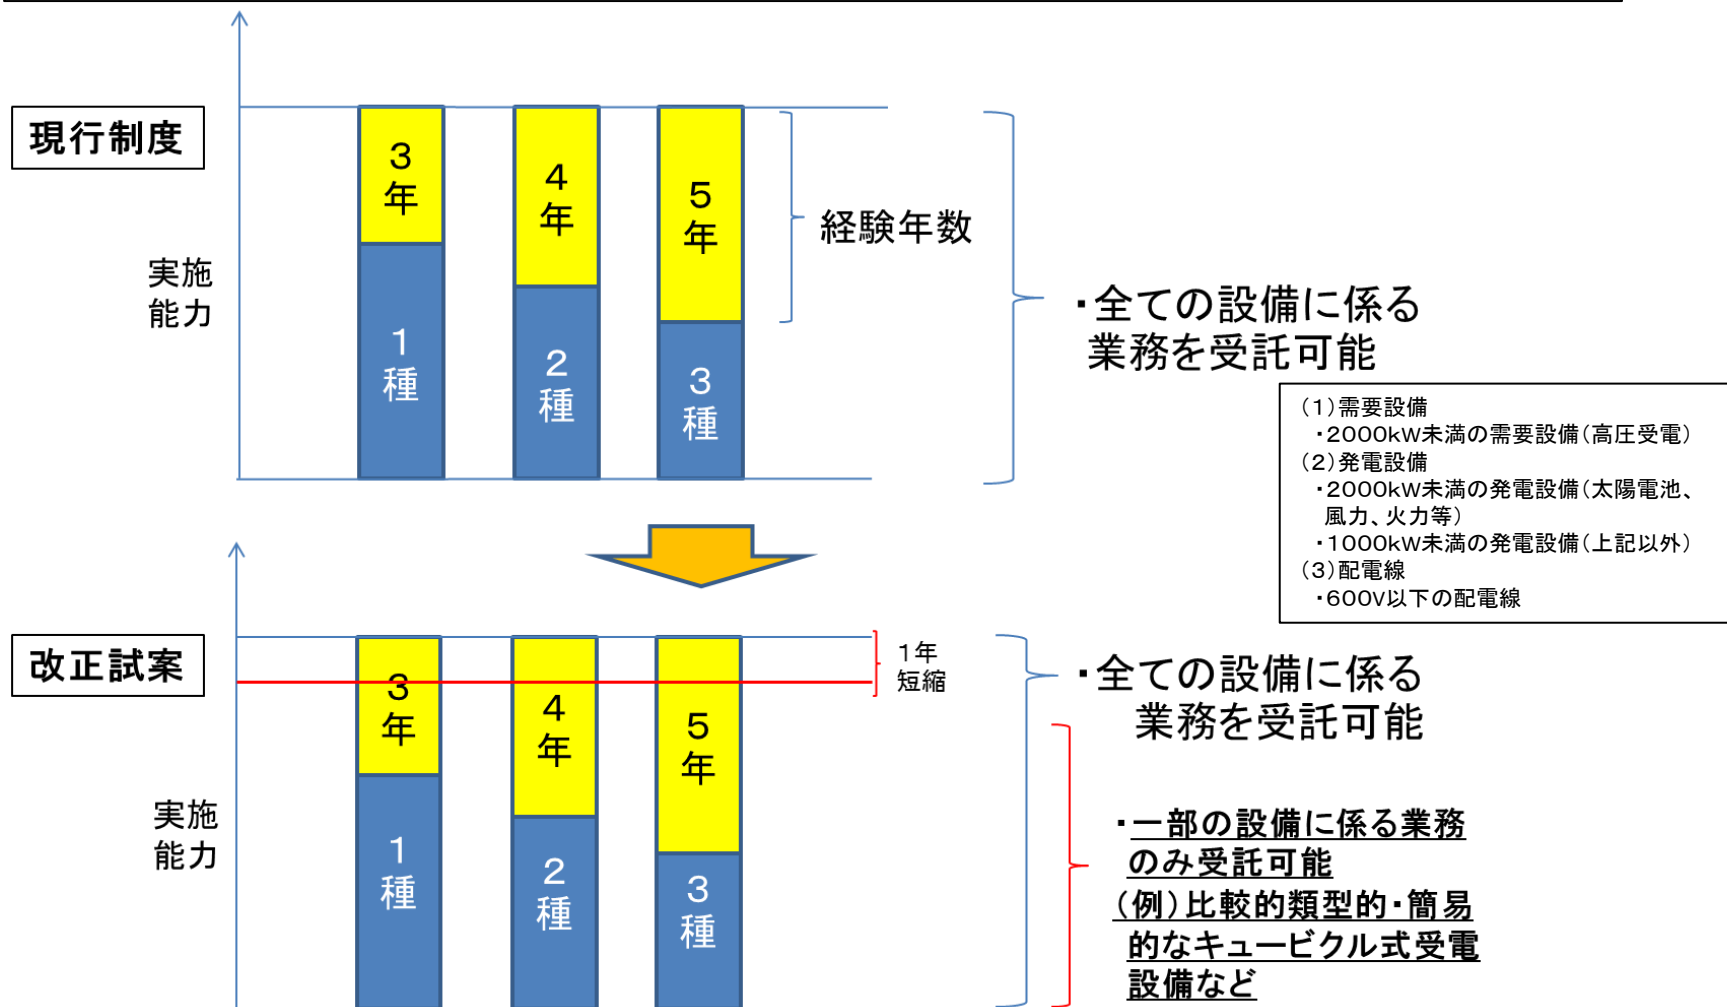 現行制度
実施
能力
3
年
1
種
4
年
2
種
5
年
3
種
経験年数
・全ての設備に係る
業務を受託可能
(1)需要設備
・2000kW未満の需要設備(高圧受電)
(2)発電設備
・2000kW未満の発電設備(太陽電池、
風力、火力等)
・1000kW未満の発電設備(上記以外)
(3)配電線
・600V以下の配電線
改正試案
実施
能力
3
年
1
種
4
年
2
種
5
年
3
種
1年
短縮
・全ての設備に係る
業務を受託可能
・一部の設備に係る業務
のみ受託可能
(例)比較的類型的・簡易
的なキュービクル式受電
設備など